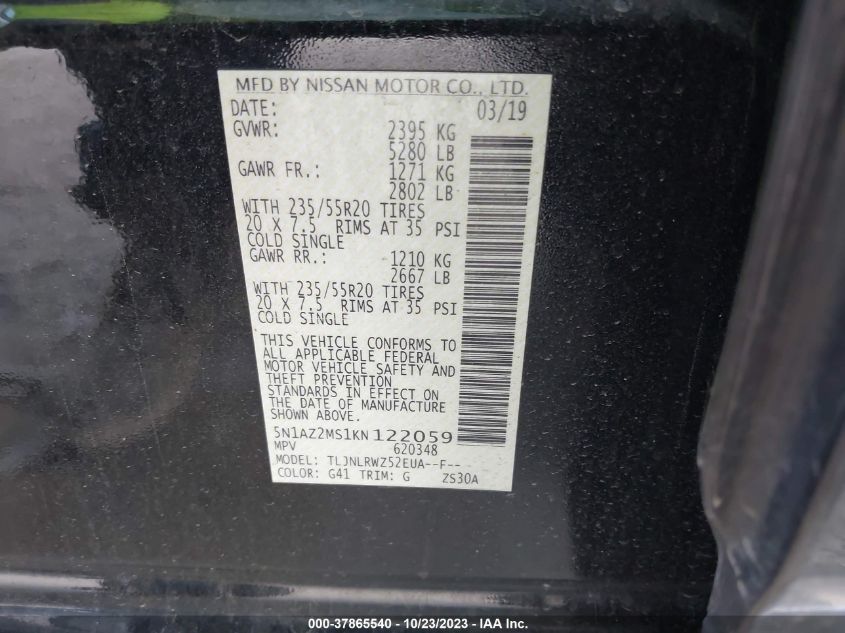 MFD BY NISSAN MOTOR CO., LTD.
DATE: 03/19
GVWR: 2395 KG
5280 LB
GAWR FR.: 1271 KG
2802 LB
WITH 235/55R20 TIRES
20 X 7.5 RIMS AT 35 PSI
COLD SINGLE
GAWR RR.: 1210 KG
2667 LB
WITH 235/55R20 TIRES
20 X 7.5 RIMS AT 35 PSI
COLD SINGLE
THIS VEHICLE CONFORMS TO
ALL APPLICABLE FEDERAL
MOTOR VEHICLE SAFETY AND
THEFT PREVENTION
STANDARDS IN EFFECT ON
THE DATE OF MANUFACTURE
SHOWN ABOVE
5N1AZ2MS1KN122059
MPV 620348
MODEL: TLJNLRWZ52EUA--F--
COLOR: G41 TRIM: G ZS30A
000-37865540 - 10/23/2023 - IAA Inc.